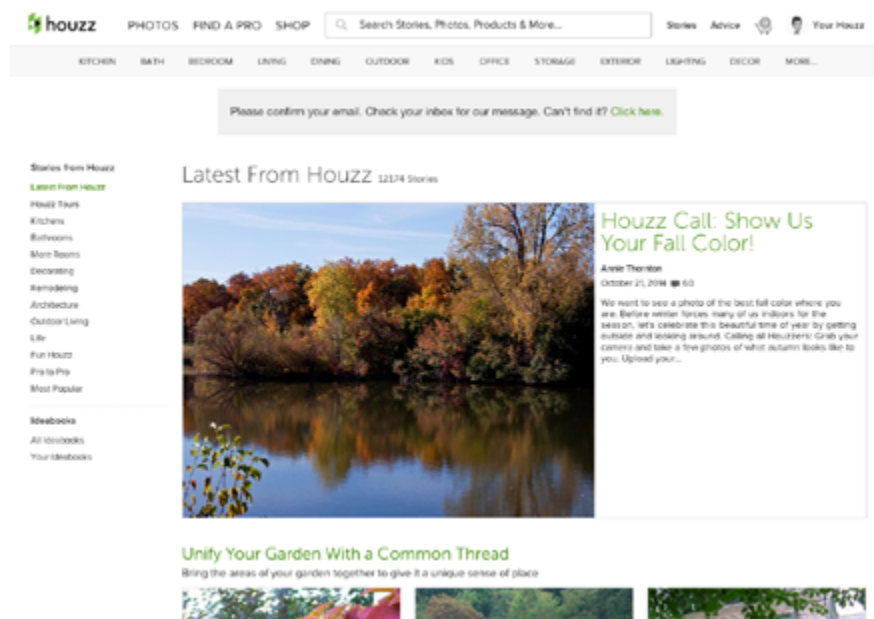 houzz PHOTOS FIND A PRO SHOP Search Stories, Photos, Products & More... Stories Advice Your Houzz
KITCHEN BATH BEDROOM LIVING DINING OUTDOOR KIDS OFFICE STORAGE EXTERIOR LIGHTING DECOR MORE...
Please confirm your email. Check your inbox for our message. Can't find it? Click here.
Stories from Houzz
Latest From Houzz
Houzz Tours
Kitchens
Bathrooms
More Rooms
Decorating
Remodeling
Architecture
Outdoor Living
Life
Fun Houzz
Pro to Pro
Most Popular
Ideabooks
All Ideabooks
Your Ideabooks
Latest From Houzz 12174 Stories
Houzz Call: Show Us
Your Fall Color!
Annie Thornton
October 21, 2014 60
We want to see a photo of the best fall color where you
are. Before winter forces many of us indoors for the
season, let's celebrate this beautiful time of year by getting
outside and looking around. Calling all Houzzers: Grab your
camera and take a few photos of what autumn looks like to
you. Upload your...
Unify Your Garden With a Common Thread
Bring the areas of your garden together to give it a unique sense of place